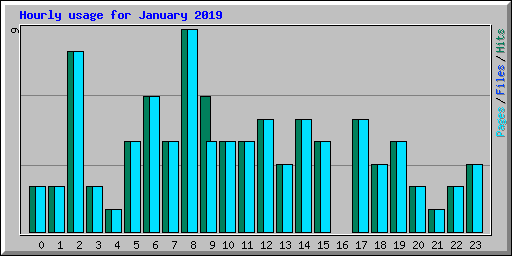 Hourly usage for January 2019
9
Pages/Files/Hits
0 1 2 3 4 5 6 7 8 9 10 11 12 13 14 15 16 17 18 19 20 21 22 23